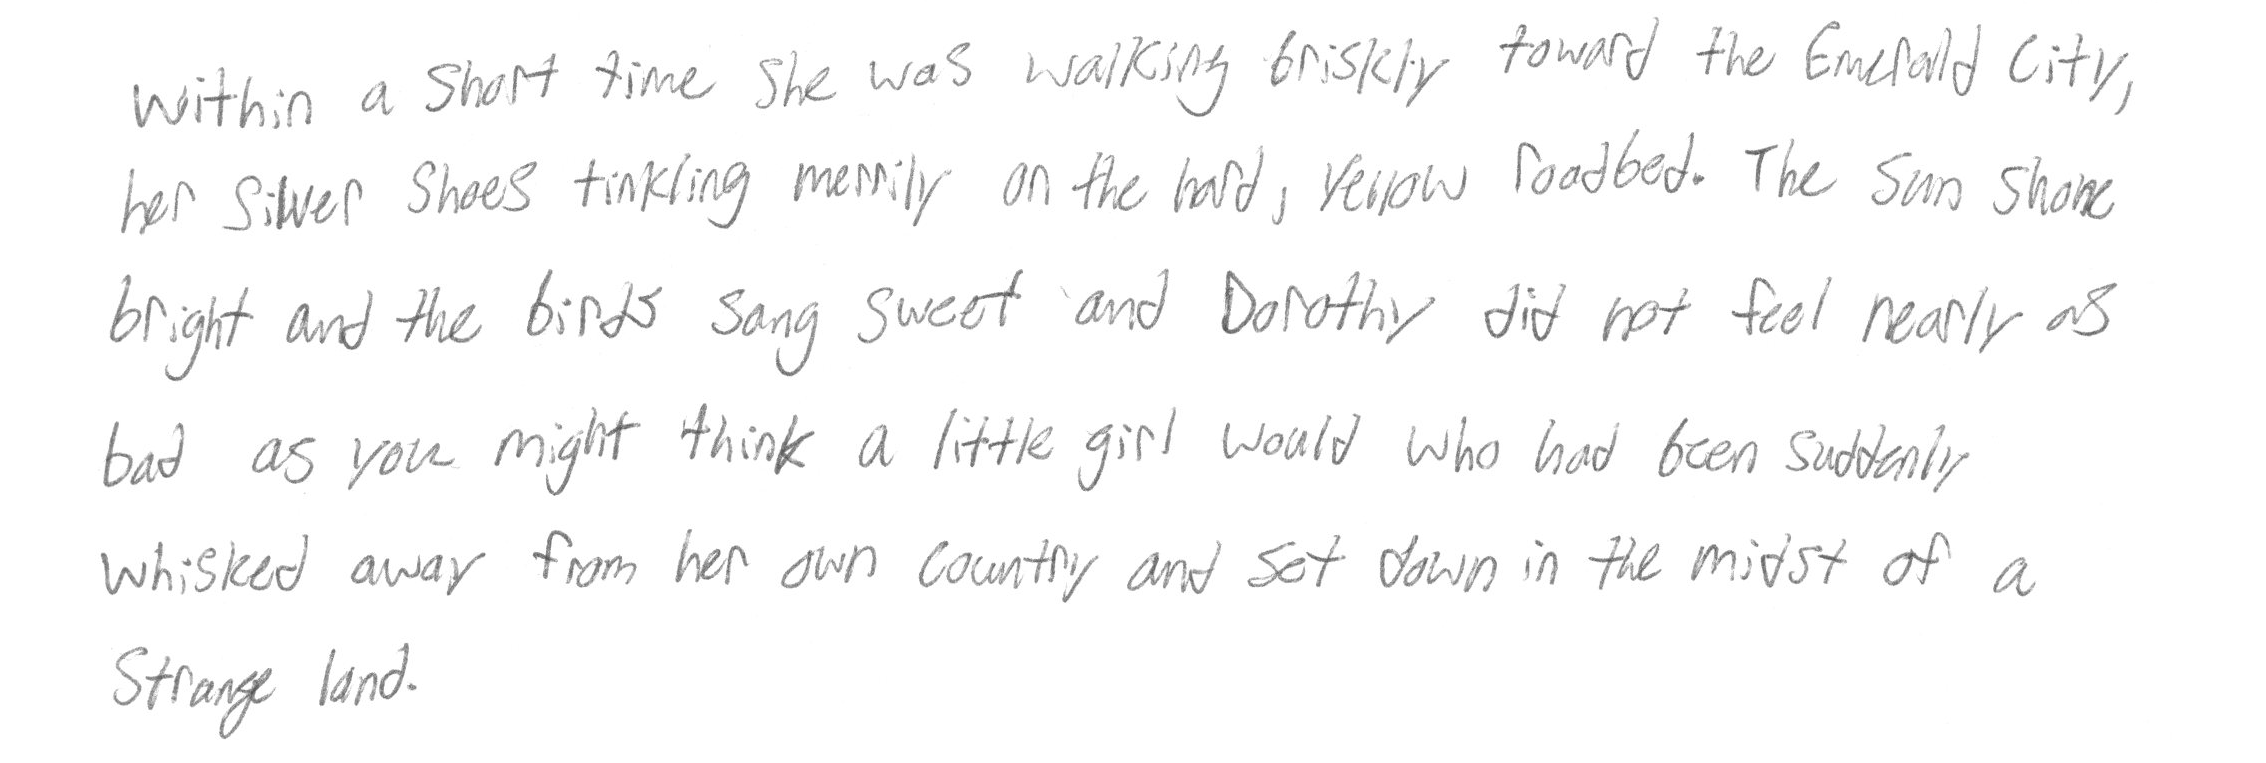 Within a short time she was walking briskly toward the Emerald City,
her Silver Shoes tinkling merrily on the hard, yellow roadbed. The sun shone
bright and the birds sang sweet and Dorothy did not feel nearly as
bad as you might think a little girl would who had been suddenly
whisked away from her own country and set down in the midst of a
strange land.